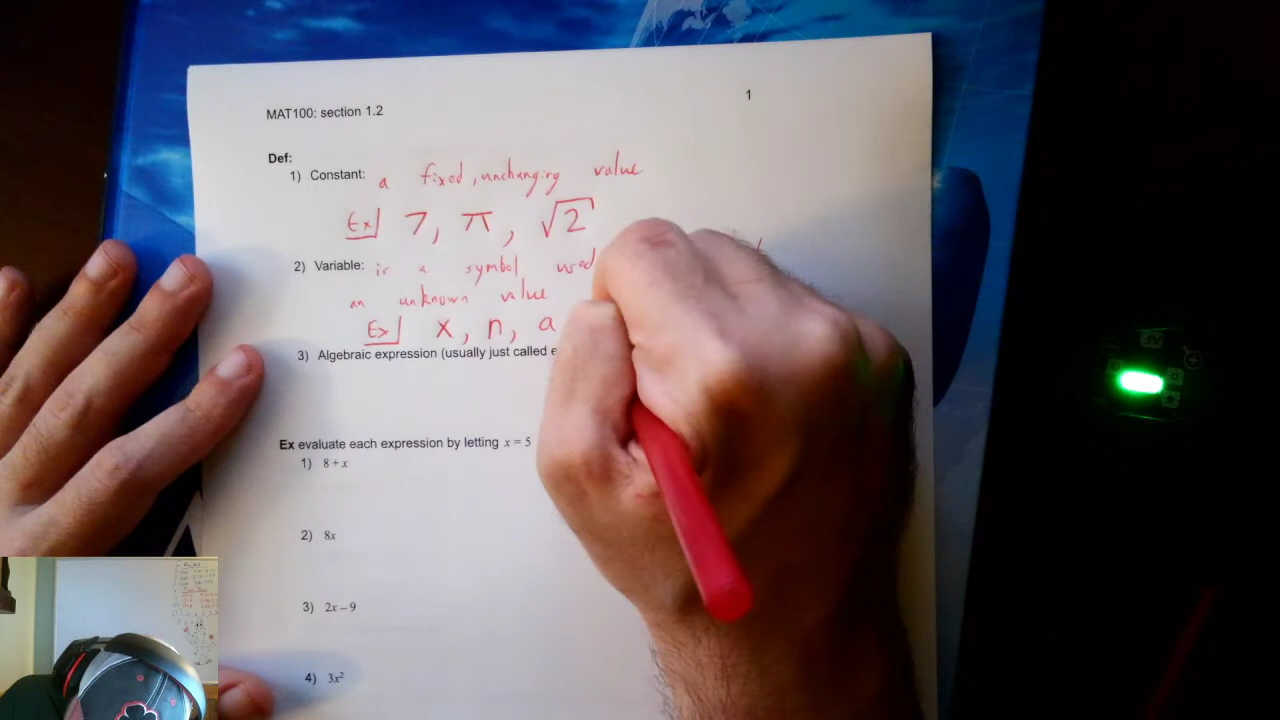 MAT100: section 1.2
1
Def:
1) Constant: a fixed, unchanging value
Ex] 7, π, √2
2) Variable: is a symbol used
an unknown value
Ex] x, n, a
3) Algebraic expression (usually just called
Ex evaluate each expression by letting x = 5
1) 8 + x
2) 8x
3) 2x – 9
4) 3x²